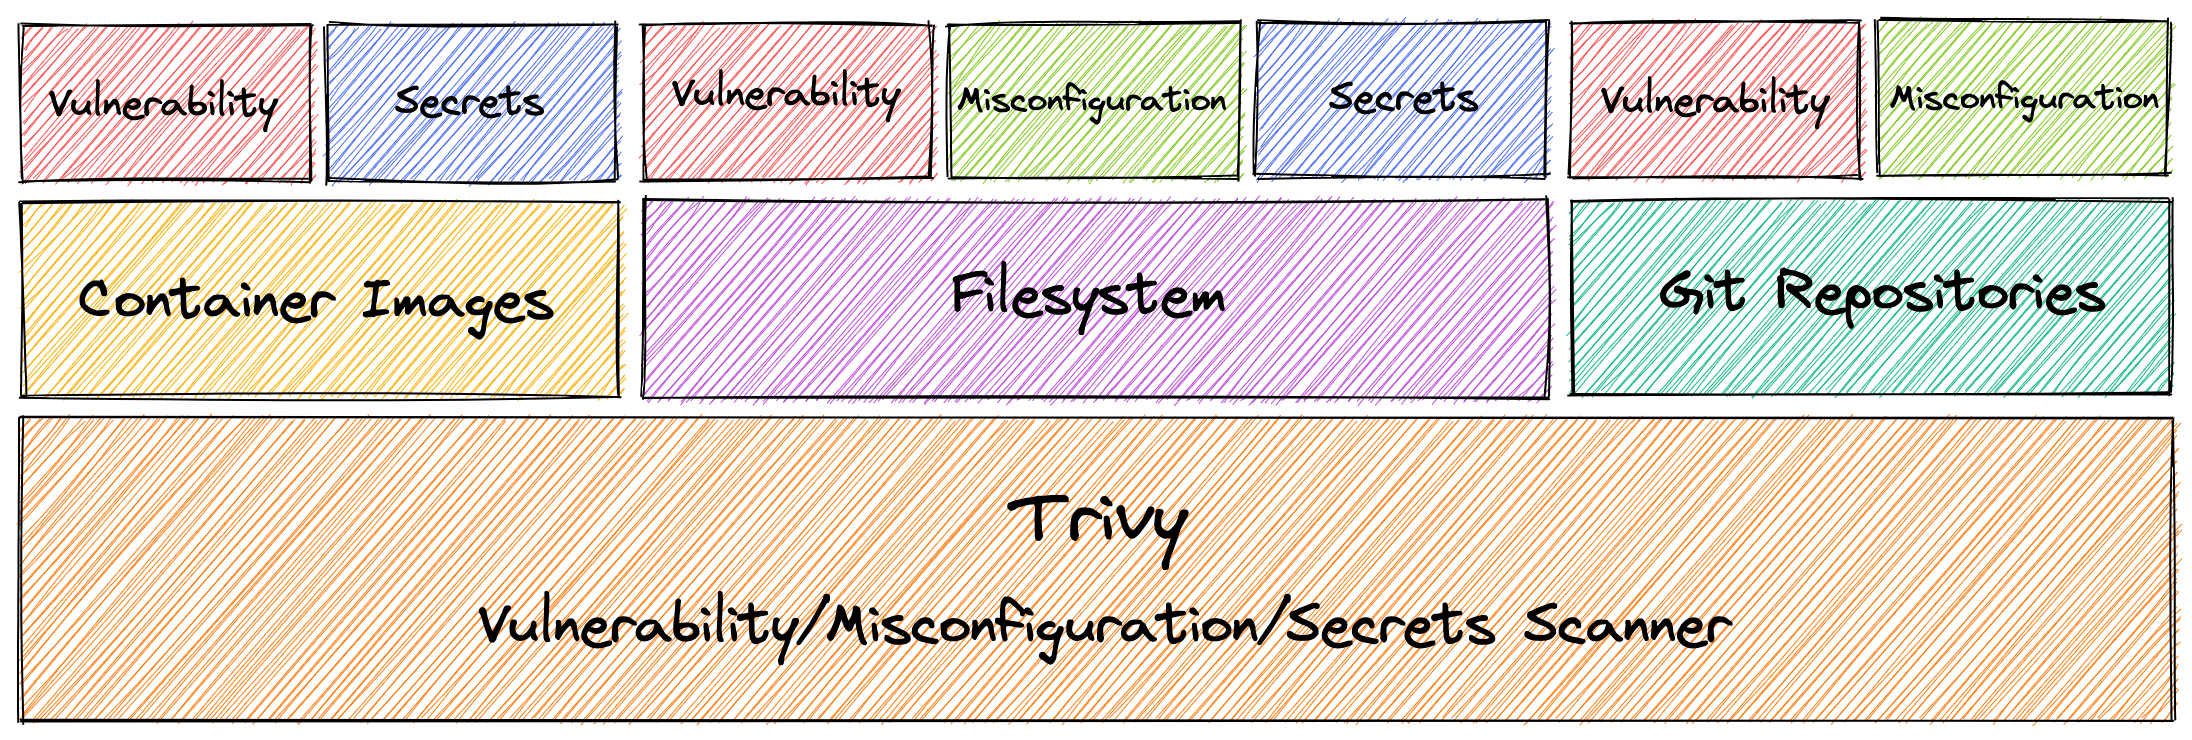 Vulnerability
Secrets
Vulnerability
Misconfiguration
Secrets
Vulnerability
Misconfiguration
Container Images
Filesystem
Git Repositories
Trivy
Vulnerability/Misconfiguration/Secrets Scanner